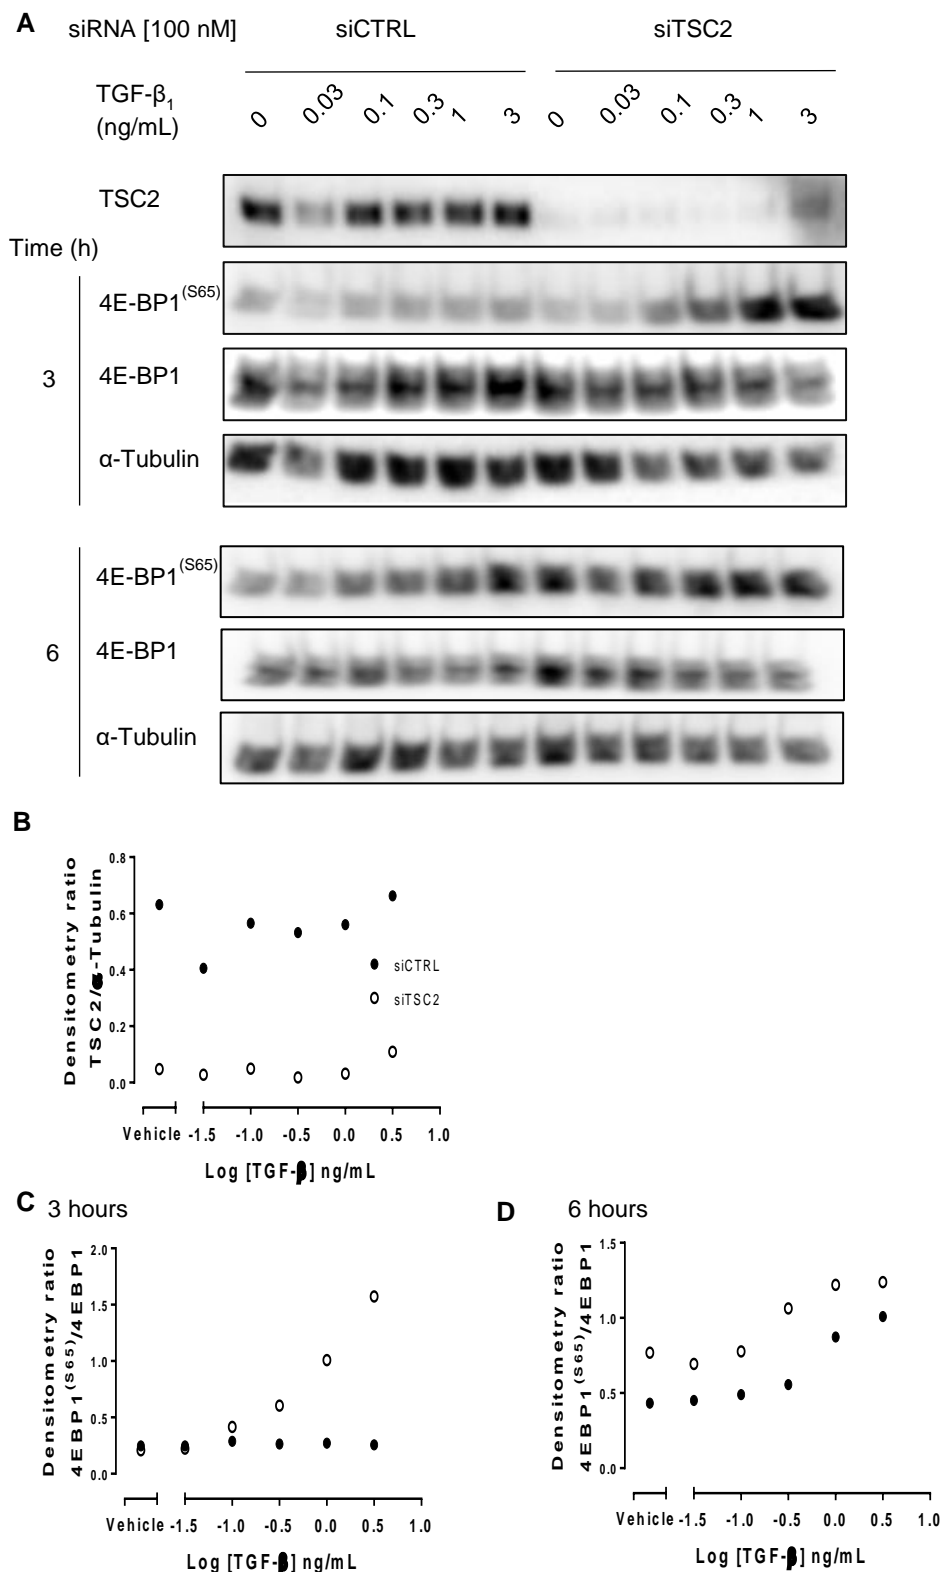 A siRNA [100 nM] siCTRL siTSC2
TGF-β₁ (ng/mL) 0 0.03 0.1 0.3 1 3 0 0.03 0.1 0.3 1 3
TSC2
Time (h)
4E-BP1(S65)
3 4E-BP1
α-Tubulin
4E-BP1(S65)
6 4E-BP1
α-Tubulin
B
Densitometry ratio
TSC2/α-Tubulin
0.8
0.6
0.4
0.2
0.0
siCTRL
siTSC2
Vehicle -1.5 -1.0 -0.5 0.0 0.5 1.0
Log [TGF-β] ng/mL
C 3 hours
Densitometry ratio
4EBP1(S65)/4EBP1
2.0
1.5
1.0
0.5
0.0
Vehicle -1.5 -1.0 -0.5 0.0 0.5 1.0
Log [TGF-β] ng/mL
D 6 hours
Densitometry ratio
4EBP1(S65)/4EBP1
1.5
1.0
0.5
0.0
Vehicle -1.5 -1.0 -0.5 0.0 0.5 1.0
Log [TGF-β] ng/mL